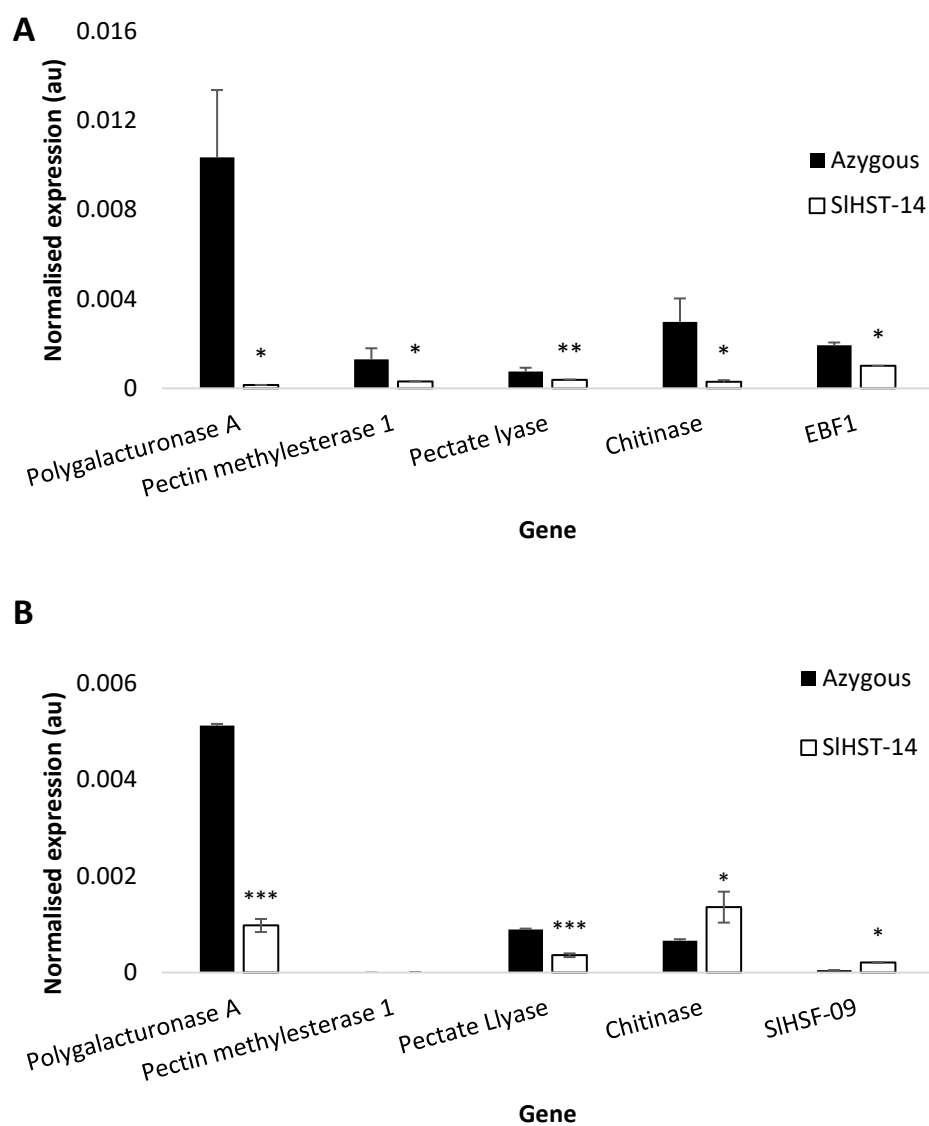 A
Normalised expression (au)
0.016
0.012
0.008
0.004
0
Azygous
SlHST-14
*
*
**
*
*
Polygalacturonase A
Pectin methylesterase 1
Pectate lyase
Chitinase
EBF1
Gene
B
Normalised expression (au)
0.006
0.004
0.002
0
Azygous
SlHST-14
***
***
*
*
Polygalacturonase A
Pectin methylesterase 1
Pectate Llyase
Chitinase
SlHSF-09
Gene